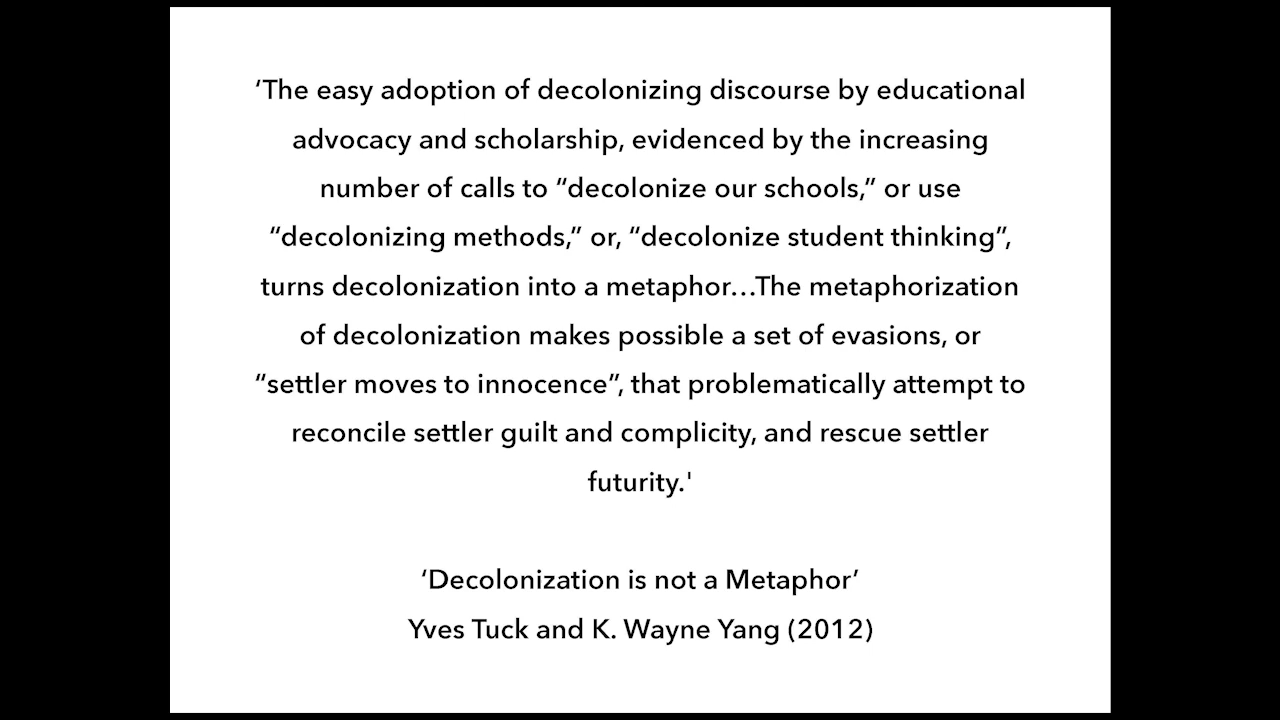 ‘The easy adoption of decolonizing discourse by educational
advocacy and scholarship, evidenced by the increasing
number of calls to “decolonize our schools,” or use
“decolonizing methods,” or, “decolonize student thinking”,
turns decolonization into a metaphor…The metaphorization
of decolonization makes possible a set of evasions, or
“settler moves to innocence”, that problematically attempt to
reconcile settler guilt and complicity, and rescue settler
futurity.'
‘Decolonization is not a Metaphor’
Yves Tuck and K. Wayne Yang (2012)